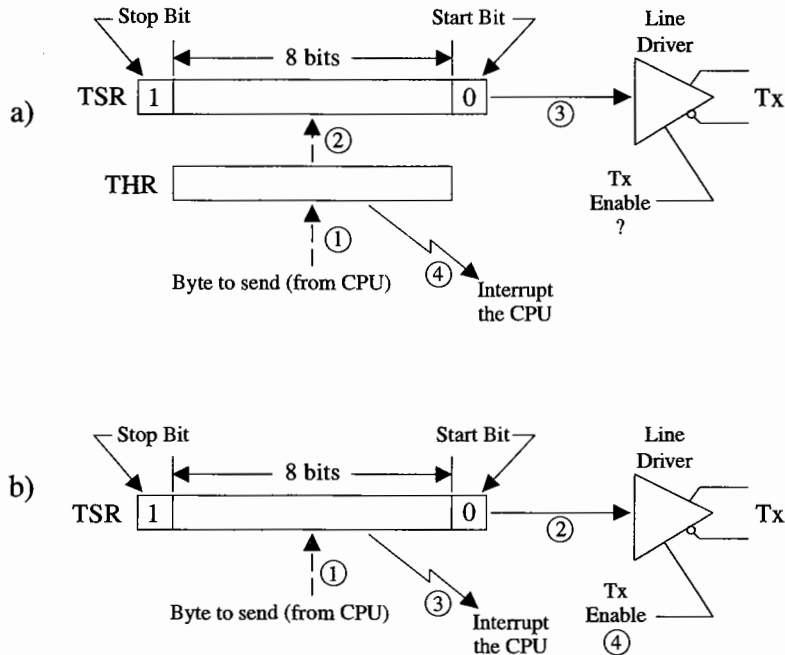 Stop Bit
Start Bit
Line
Driver
8 bits
a)
TSR
1
0
③
Tx
②
THR
Tx
Enable
?
①
④
Byte to send (from CPU)
Interrupt
the CPU
Stop Bit
Start Bit
Line
Driver
8 bits
b)
TSR
1
0
②
Tx
①
③
Tx
Enable
④
Byte to send (from CPU)
Interrupt
the CPU